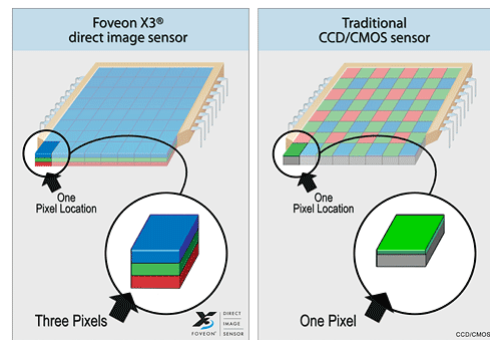 Foveon X3®
direct image sensor
One
Pixel Location
Three Pixels
X3
FOVEON®
DIRECT
IMAGE
SENSOR
Traditional
CCD/CMOS sensor
One
Pixel Location
One Pixel
CCD/CMOS